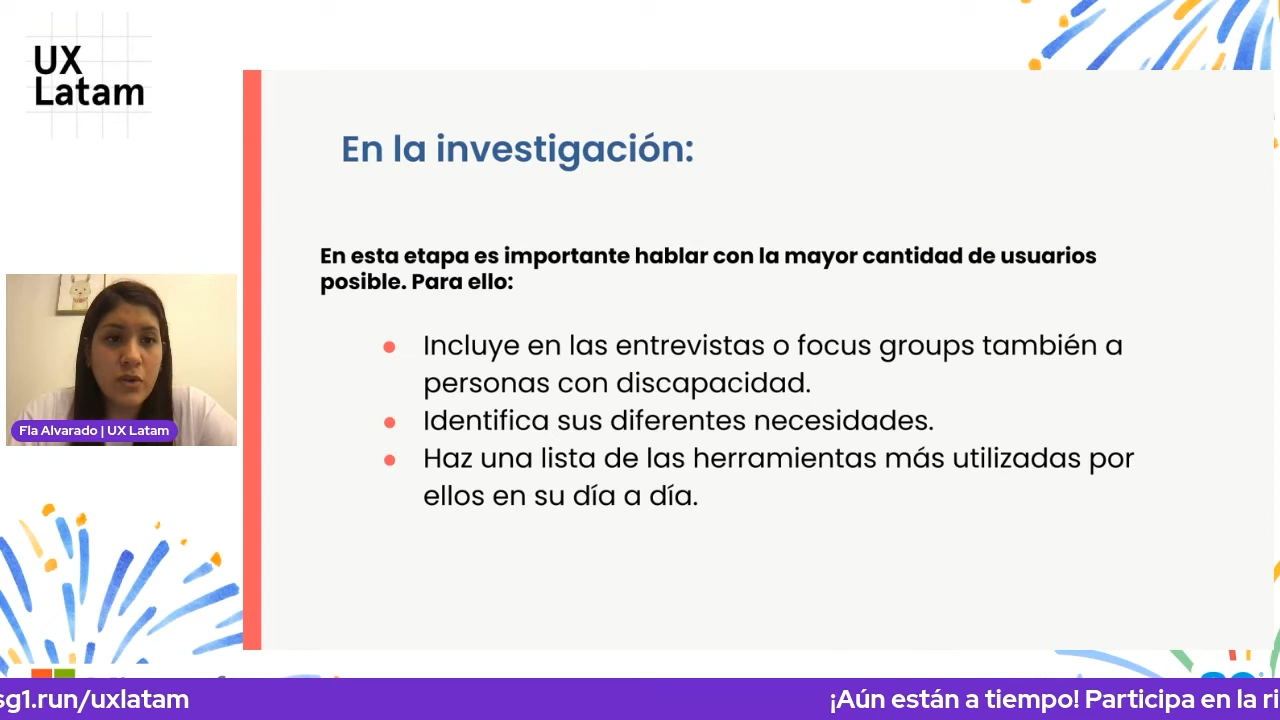 UX
Latam
En la investigación:
En esta etapa es importante hablar con la mayor cantidad de usuarios
posible. Para ello:
Incluye en las entrevistas o focus groups también a
personas con discapacidad.
Identifica sus diferentes necesidades.
Haz una lista de las herramientas más utilizadas por
ellos en su día a día.
Fla Alvarado | UX Latam
sg1.run/uxlatam
¡Aún están a tiempo! Participa en la ri